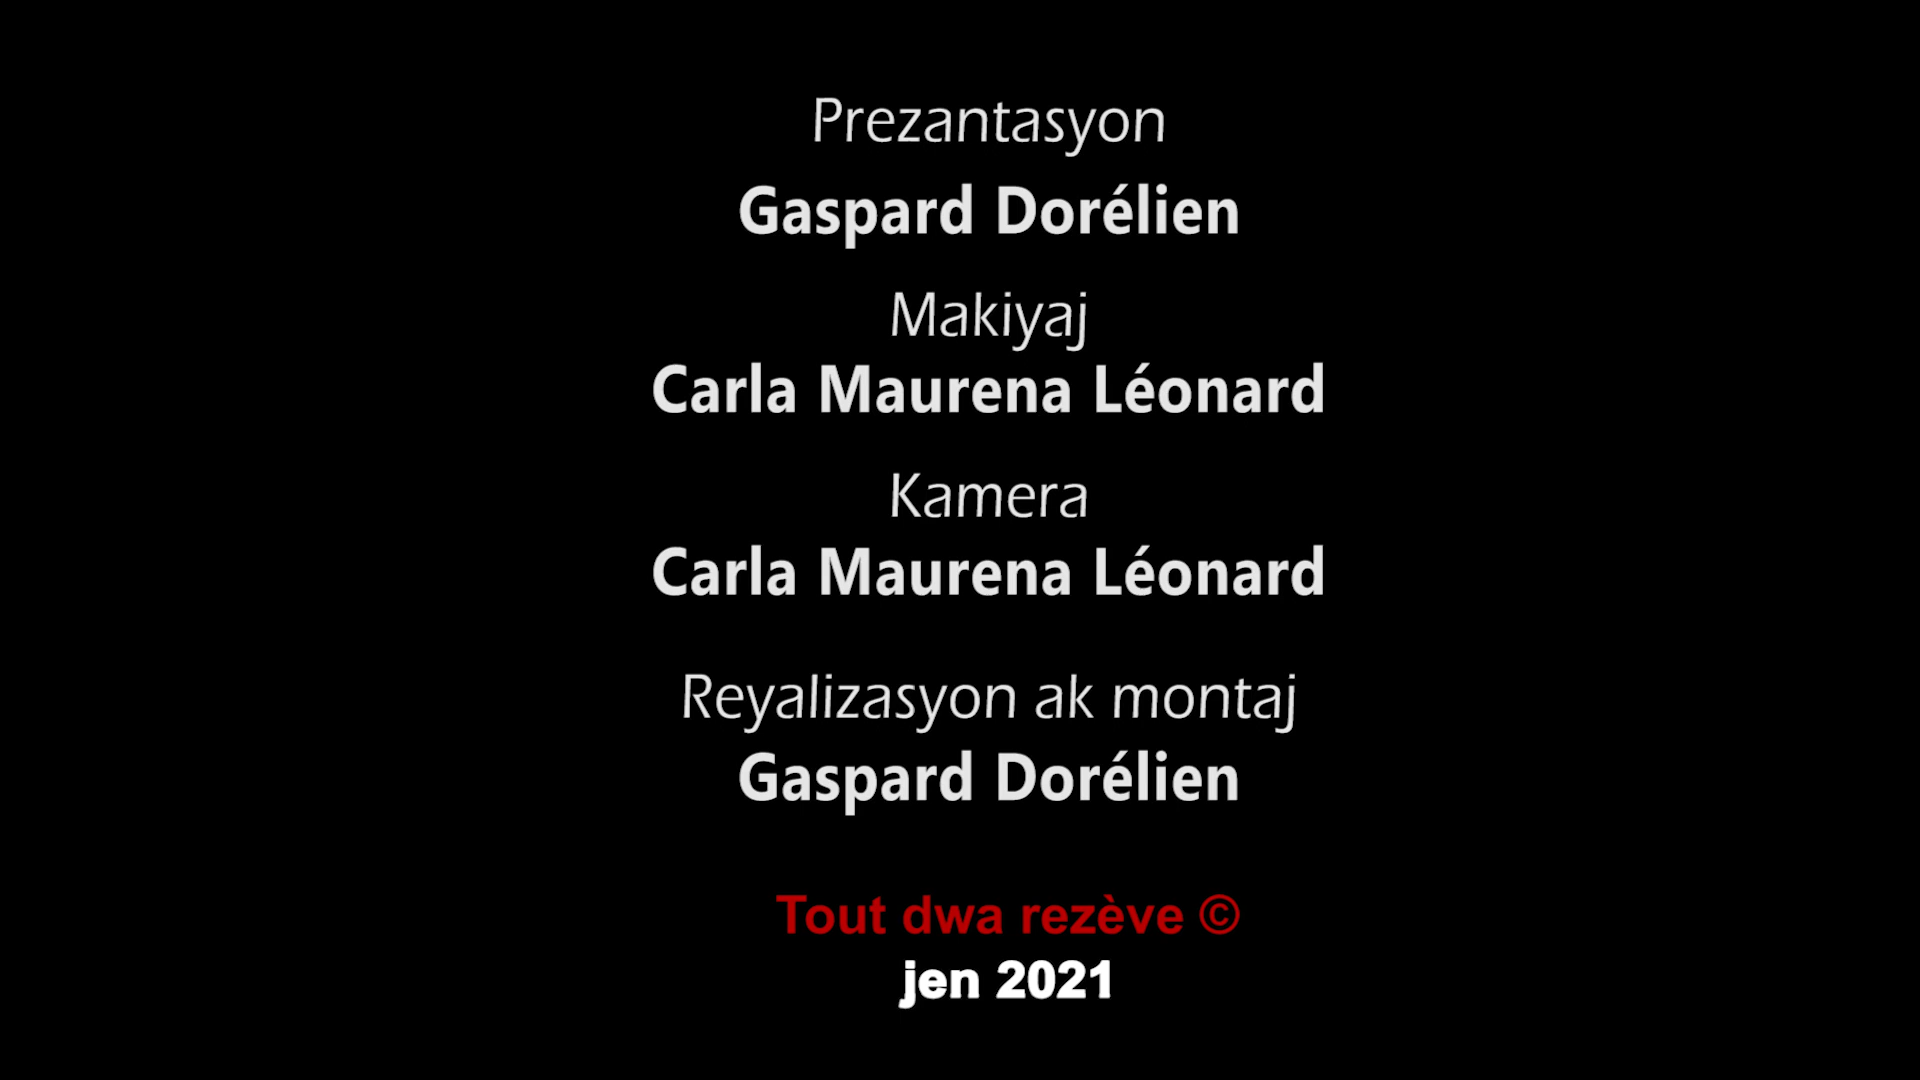 Prezantasyon
Gaspard Dorélien
Makiyaj
Carla Maurena Léonard
Kamera
Carla Maurena Léonard
Reyalizasyon ak montaj
Gaspard Dorélien
Tout dwa rezève ©
jen 2021